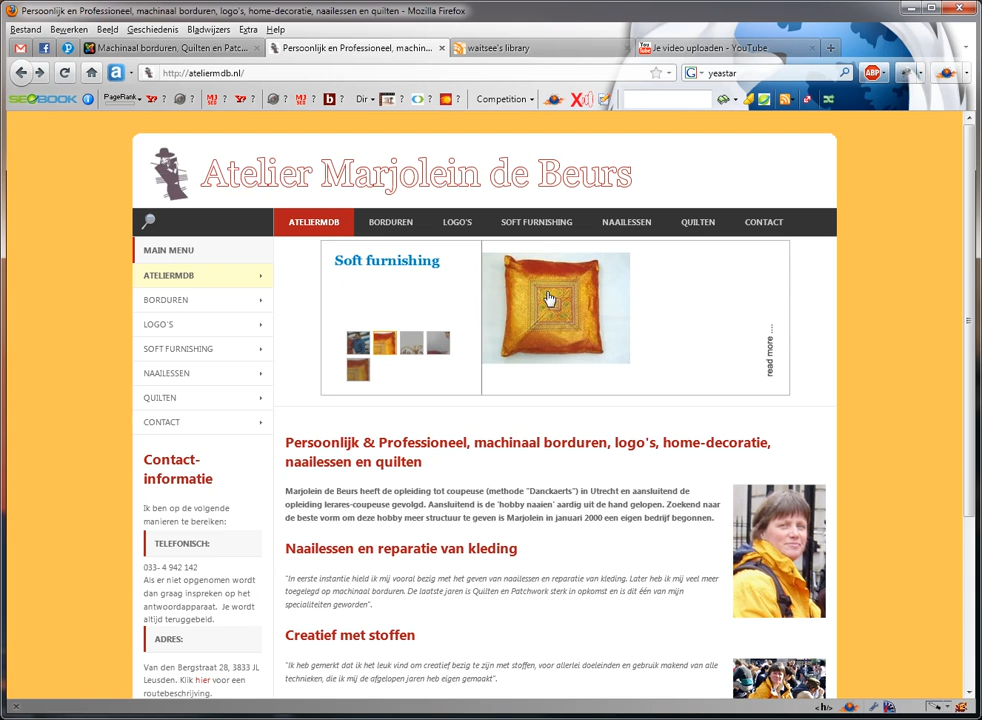 Persoonlijk en Professioneel, machinaal borduren, logo's, home-decoratie, naailessen en quilten - Mozilla Firefox
Bestand Bewerken Beeld Geschiedenis Bladwijzers Extra Help
Machinaal borduren, Quilten en Patc...
Persoonlijk en Professioneel, machin...
waitsee's library
Je video uploaden - YouTube
http://ateliermdb.nl/
yeastar
ABP
SEOBOOK
PageRank
?
?
?
?
?
?
Dir
?
?
Competition
Atelier Marjolein de Beurs
ATELIERMDB BORDUREN LOGO'S SOFT FURNISHING NAAILESSEN QUILTEN CONTACT
MAIN MENU
ATELIERMDB
BORDUREN
LOGO'S
SOFT FURNISHING
NAAILESSEN
QUILTEN
CONTACT
Soft furnishing
read more ....
Contact-
informatie
Ik ben op de volgende
manieren te bereiken:
TELEFONISCH:
033- 4 942 142
Als er niet opgenomen wordt
dan graag inspreken op het
antwoordapparaat. Je wordt
altijd teruggebeld.
ADRES:
Van den Bergstraat 28, 3833 JL
Leusden. Klik hier voor een
routebeschrijving.
Persoonlijk & Professioneel, machinaal borduren, logo's, home-decoratie,
naailessen en quilten
Marjolein de Beurs heeft de opleiding tot coupeuse (methode "Danckaerts") in Utrecht en aansluitend de
opleiding lerares-coupeuse gevolgd. Aansluitend is de 'hobby naaien' aardig uit de hand gelopen. Zoekend naar
de beste vorm om deze hobby meer structuur te geven is Marjolein in januari 2000 een eigen bedrijf begonnen.
Naailessen en reparatie van kleding
"In eerste instantie hield ik mij vooral bezig met het geven van naailessen en reparatie van kleding. Later heb ik mij veel meer
toegelegd op machinaal borduren. De laatste jaren is Quilten en Patchwork sterk in opkomst en is dit één van mijn
specialiteiten geworden".
Creatief met stoffen
"Ik heb gemerkt dat ik het leuk vind om creatief bezig te zijn met stoffen, voor allerlei doeleinden en gebruik makend van alle
technieken, die ik mij de afgelopen jaren heb eigen gemaakt".